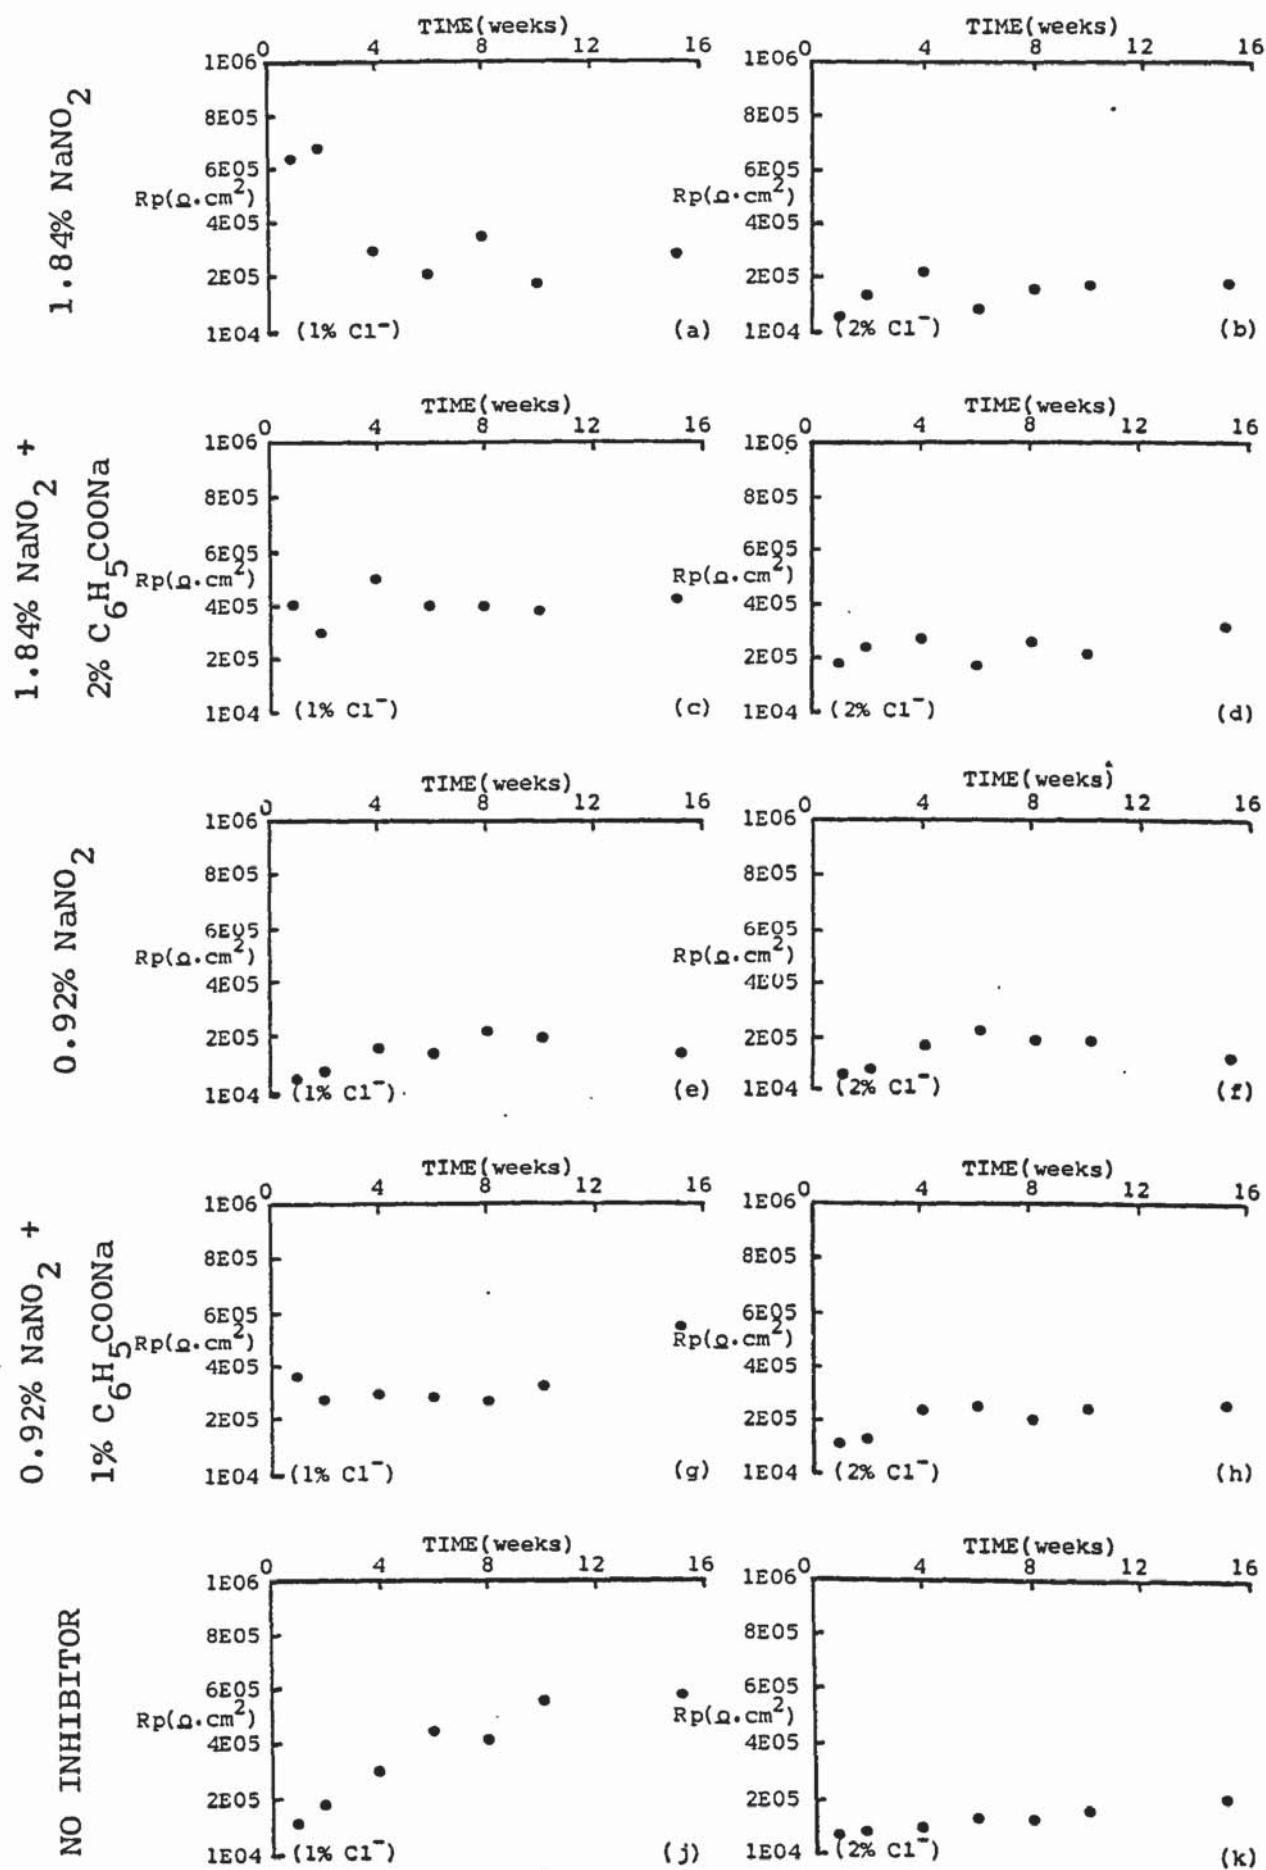 1.84% NaNO2
TIME(weeks)
0 4 8 12 16
1E06
8E05
6E05
Rp(Ω.cm2)
4E05
2E05
1E04
(1% Cl-)
(a)
TIME(weeks)
0 4 8 12 16
1E06
8E05
6E05
Rp(Ω.cm2)
4E05
2E05
1E04
(2% Cl-)
(b)
1.84% NaNO2 +
2% C6H5COONa
TIME(weeks)
0 4 8 12 16
1E06
8E05
6E05
Rp(Ω.cm2)
4E05
2E05
1E04
(1% Cl-)
(c)
TIME(weeks)
0 4 8 12 16
1E06
8E05
6E05
Rp(Ω.cm2)
4E05
2E05
1E04
(2% Cl-)
(d)
0.92% NaNO2
TIME(weeks)
0 4 8 12 16
1E06
8E05
6E05
Rp(Ω.cm2)
4E05
2E05
1E04
(1% Cl-)
(e)
TIME(weeks)
0 4 8 12 16
1E06
8E05
6E05
Rp(Ω.cm2)
4E05
2E05
1E04
(2% Cl-)
(f)
0.92% NaNO2 +
1% C6H5COONa
TIME(weeks)
0 4 8 12 16
1E06
8E05
6E05
Rp(Ω.cm2)
4E05
2E05
1E04
(1% Cl-)
(g)
TIME(weeks)
0 4 8 12 16
1E06
8E05
6E05
Rp(Ω.cm2)
4E05
2E05
1E04
(2% Cl-)
(h)
NO INHIBITOR
TIME(weeks)
0 4 8 12 16
1E06
8E05
6E05
Rp(Ω.cm2)
4E05
2E05
1E04
(1% Cl-)
(j)
TIME(weeks)
0 4 8 12 16
1E06
8E05
6E05
Rp(Ω.cm2)
4E05
2E05
1E04
(2% Cl-)
(k)